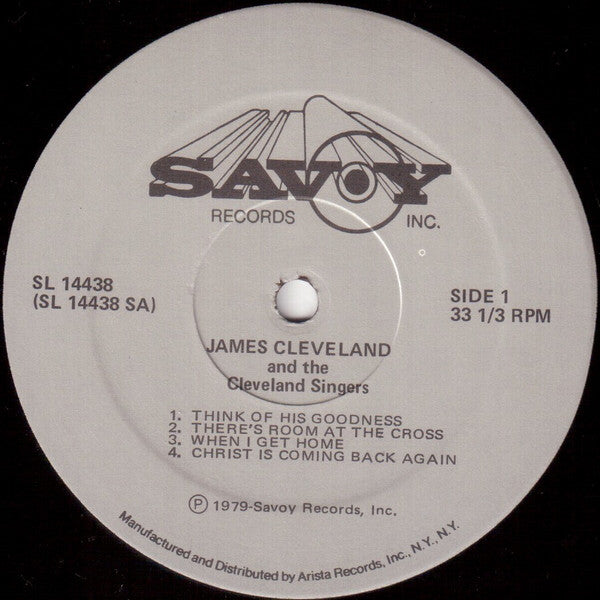 SAVOY
RECORDS INC.
SL 14438
(SL 14438 SA)
SIDE 1
33 1/3 RPM
JAMES CLEVELAND
and the
Cleveland Singers
1. THINK OF HIS GOODNESS
2. THERE'S ROOM AT THE CROSS
3. WHEN I GET HOME
4. CHRIST IS COMING BACK AGAIN
Ⓟ 1979-Savoy Records, Inc.
Manufactured and Distributed by Arista Records, Inc., N.Y., N.Y.